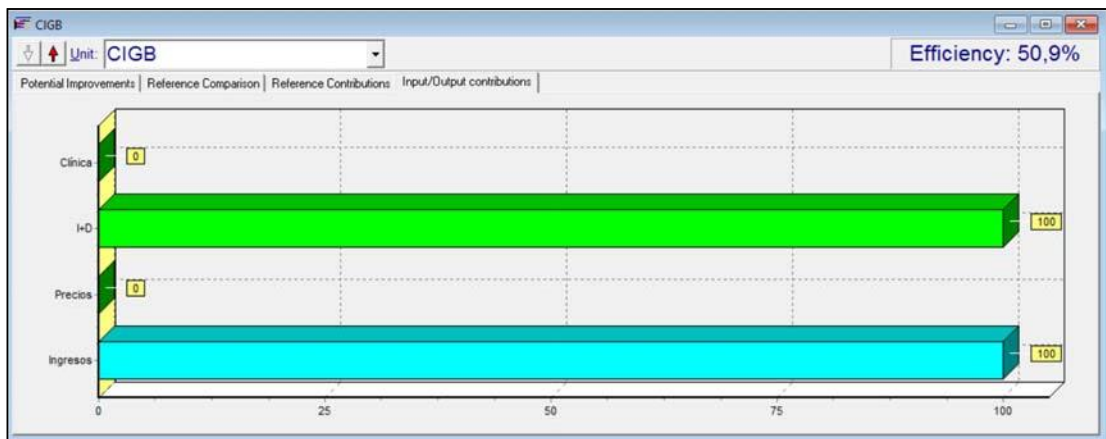 CIGB
Unit: CIGB
Efficiency: 50,9%
Potential Improvements
Reference Comparison
Reference Contributions
Input/Output contributions
Clínica
0
I+D
100
Precios
0
Ingresos
100
0
25
50
75
100